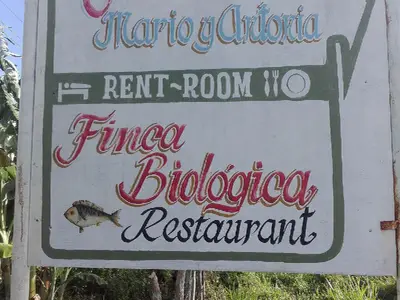 Mario y Antonia
RENT~ROOM
Finca
Biológica
Restaurant